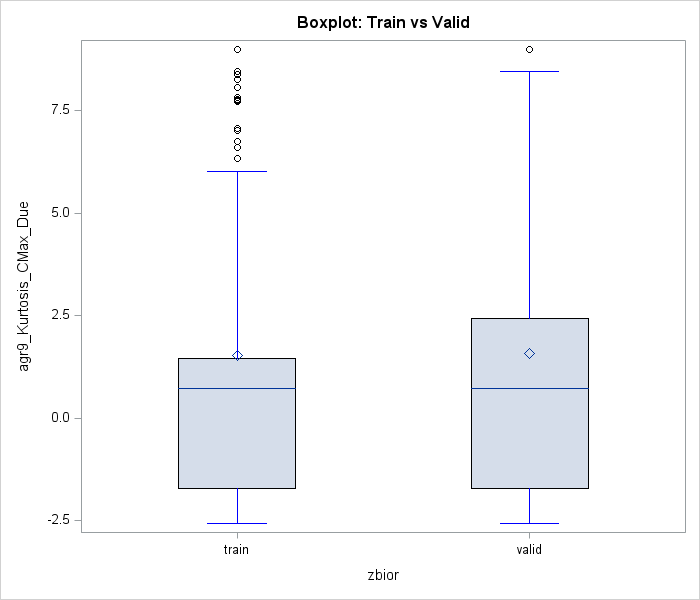 Boxplot: Train vs Valid
7.5
5.0
2.5
0.0
-2.5
agr9_Kurtosis_CMax_Due
train
valid
zbior